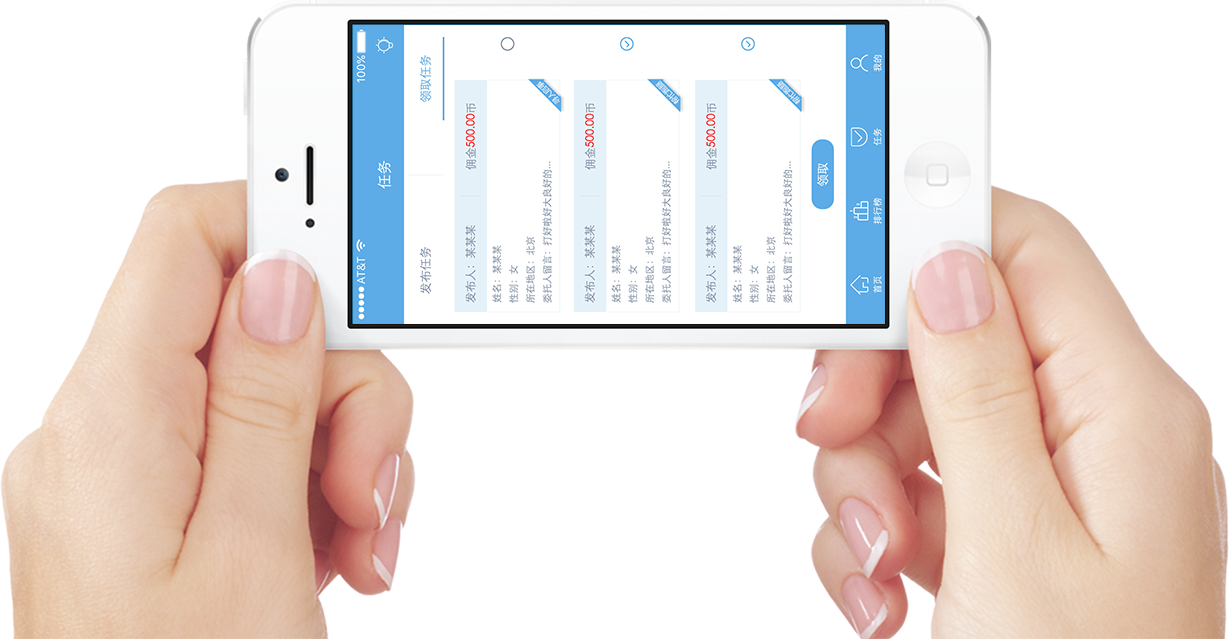 AT&T
100%
任务
发布任务
领取任务
发布人：某某某
佣金500.00币
姓名：某某某
性别：女
所在地区：北京
委托人留言：打好啦好大良好的...
发布人：某某某
佣金500.00币
姓名：某某某
性别：女
所在地区：北京
委托人留言：打好啦好大良好的...
发布人：某某某
佣金500.00币
姓名：某某某
性别：女
所在地区：北京
委托人留言：打好啦好大良好的...
领取
首页
排行榜
任务
我的